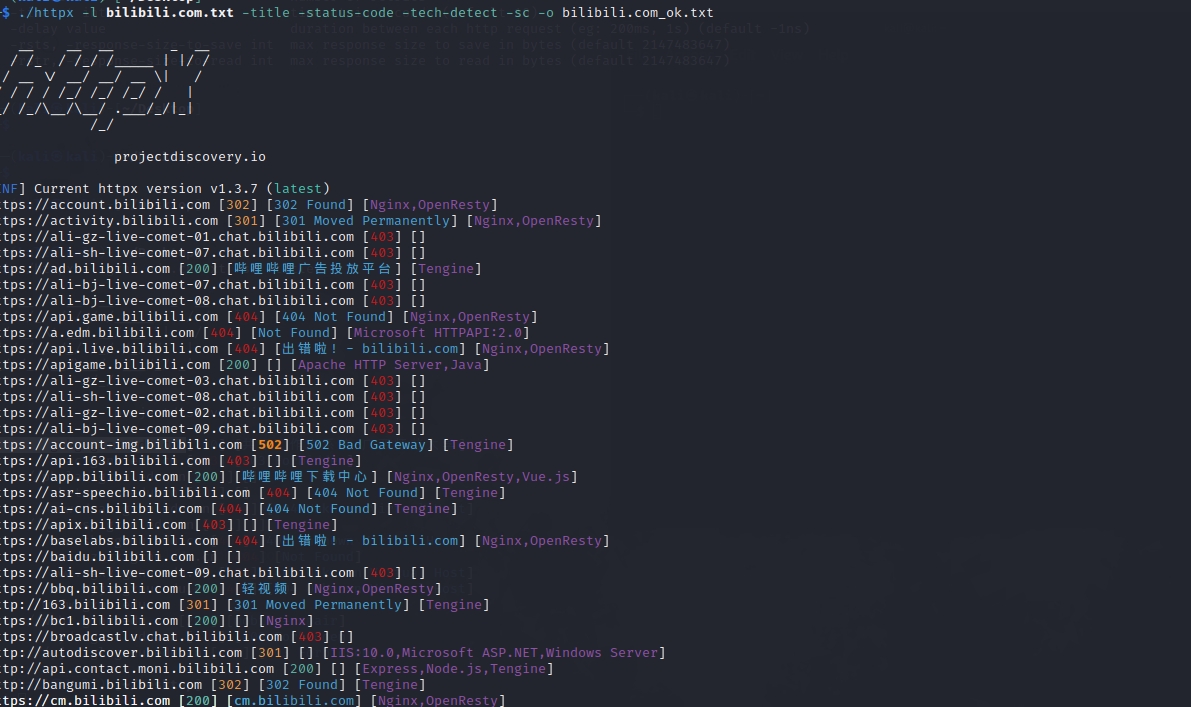 $ ./httpx -l bilibili.com.txt -title -status-code -tech-detect -sc -o bilibili.com_ok.txt
projectdiscovery.io
NF] Current httpx version v1.3.7 (latest)
tps://account.bilibili.com [302] [302 Found] [Nginx,OpenResty]
tps://activity.bilibili.com [301] [301 Moved Permanently] [Nginx,OpenResty]
tps://ali-gz-live-comet-01.chat.bilibili.com [403] []
tps://ali-sh-live-comet-07.chat.bilibili.com [403] []
tps://ad.bilibili.com [200] [哔哩哔哩广告投放平台] [Tengine]
tps://ali-bj-live-comet-07.chat.bilibili.com [403] []
tps://ali-bj-live-comet-08.chat.bilibili.com [403] []
tps://api.game.bilibili.com [404] [404 Not Found] [Nginx,OpenResty]
tps://a.edm.bilibili.com [404] [Not Found] [Microsoft HTTPAPI:2.0]
tps://api.live.bilibili.com [404] [出错啦! - bilibili.com] [Nginx,OpenResty]
tps://apigame.bilibili.com [200] [] [Apache HTTP Server,Java]
tps://ali-gz-live-comet-03.chat.bilibili.com [403] []
tps://ali-sh-live-comet-08.chat.bilibili.com [403] []
tps://ali-gz-live-comet-02.chat.bilibili.com [403] []
tps://ali-bj-live-comet-09.chat.bilibili.com [403] []
tps://account-img.bilibili.com [502] [502 Bad Gateway] [Tengine]
tps://api.163.bilibili.com [403] [] [Tengine]
tps://app.bilibili.com [200] [哔哩哔哩下载中心] [Nginx,OpenResty,Vue.js]
tps://asr-speechio.bilibili.com [404] [404 Not Found] [Tengine]
tps://ai-cns.bilibili.com [404] [404 Not Found] [Tengine]
tps://apix.bilibili.com [403] [] [Tengine]
tps://baselabs.bilibili.com [404] [出错啦! - bilibili.com] [Nginx,OpenResty]
tps://baidu.bilibili.com [] []
tps://ali-sh-live-comet-09.chat.bilibili.com [403] []
tps://bbq.bilibili.com [200] [轻视频] [Nginx,OpenResty]
tp://163.bilibili.com [301] [301 Moved Permanently] [Tengine]
tps://bc1.bilibili.com [200] [] [Nginx]
tps://broadcastlv.chat.bilibili.com [403] []
tp://autodiscover.bilibili.com [301] [] [IIS:10.0,Microsoft ASP.NET,Windows Server]
tp://api.contact.moni.bilibili.com [200] [] [Express,Node.js,Tengine]
tp://bangumi.bilibili.com [302] [302 Found] [Tengine]
tps://cm.bilibili.com [200] [cm.bilibili.com] [Nginx,OpenResty]